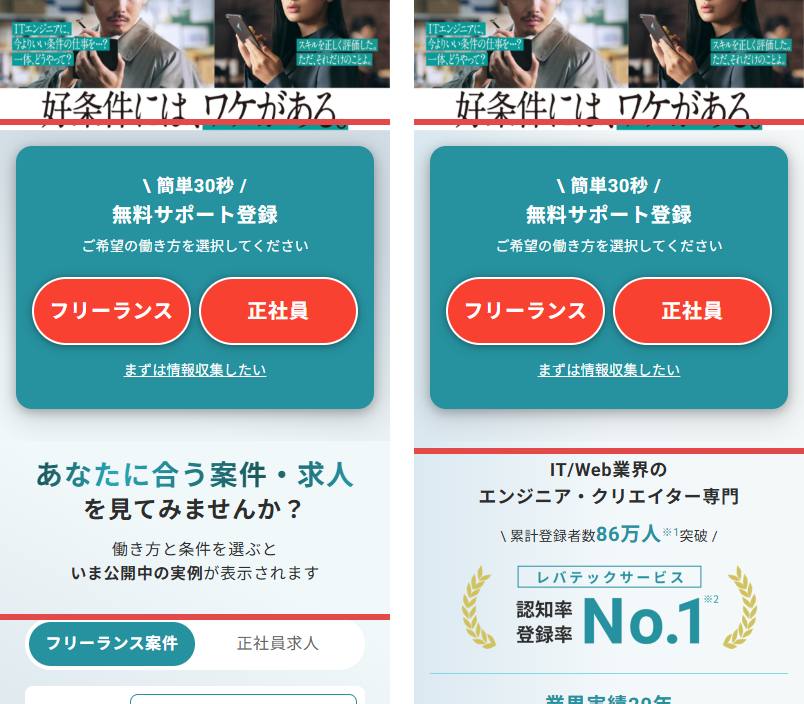 ITエンジニアに、
今よりいい条件の仕事を…?
一体、どうやって?
スキルを正しく評価した。
ただ、それだけのことよ。
好条件には、ワケがある。
\ 簡単30秒 /
無料サポート登録
ご希望の働き方を選択してください
フリーランス
正社員
まずは情報収集したい
あなたに合う案件・求人
を見てみませんか？
働き方と条件を選ぶと
いま公開中の実例が表示されます
フリーランス案件
正社員求人
ITエンジニアに、
今よりいい条件の仕事を…?
一体、どうやって?
スキルを正しく評価した。
ただ、それだけのことよ。
好条件には、ワケがある。
\ 簡単30秒 /
無料サポート登録
ご希望の働き方を選択してください
フリーランス
正社員
まずは情報収集したい
IT/Web業界の
エンジニア・クリエイター専門
\ 累計登録者数86万人※1突破 /
レバテックサービス
認知率
登録率
No.1※2
業界実績20年